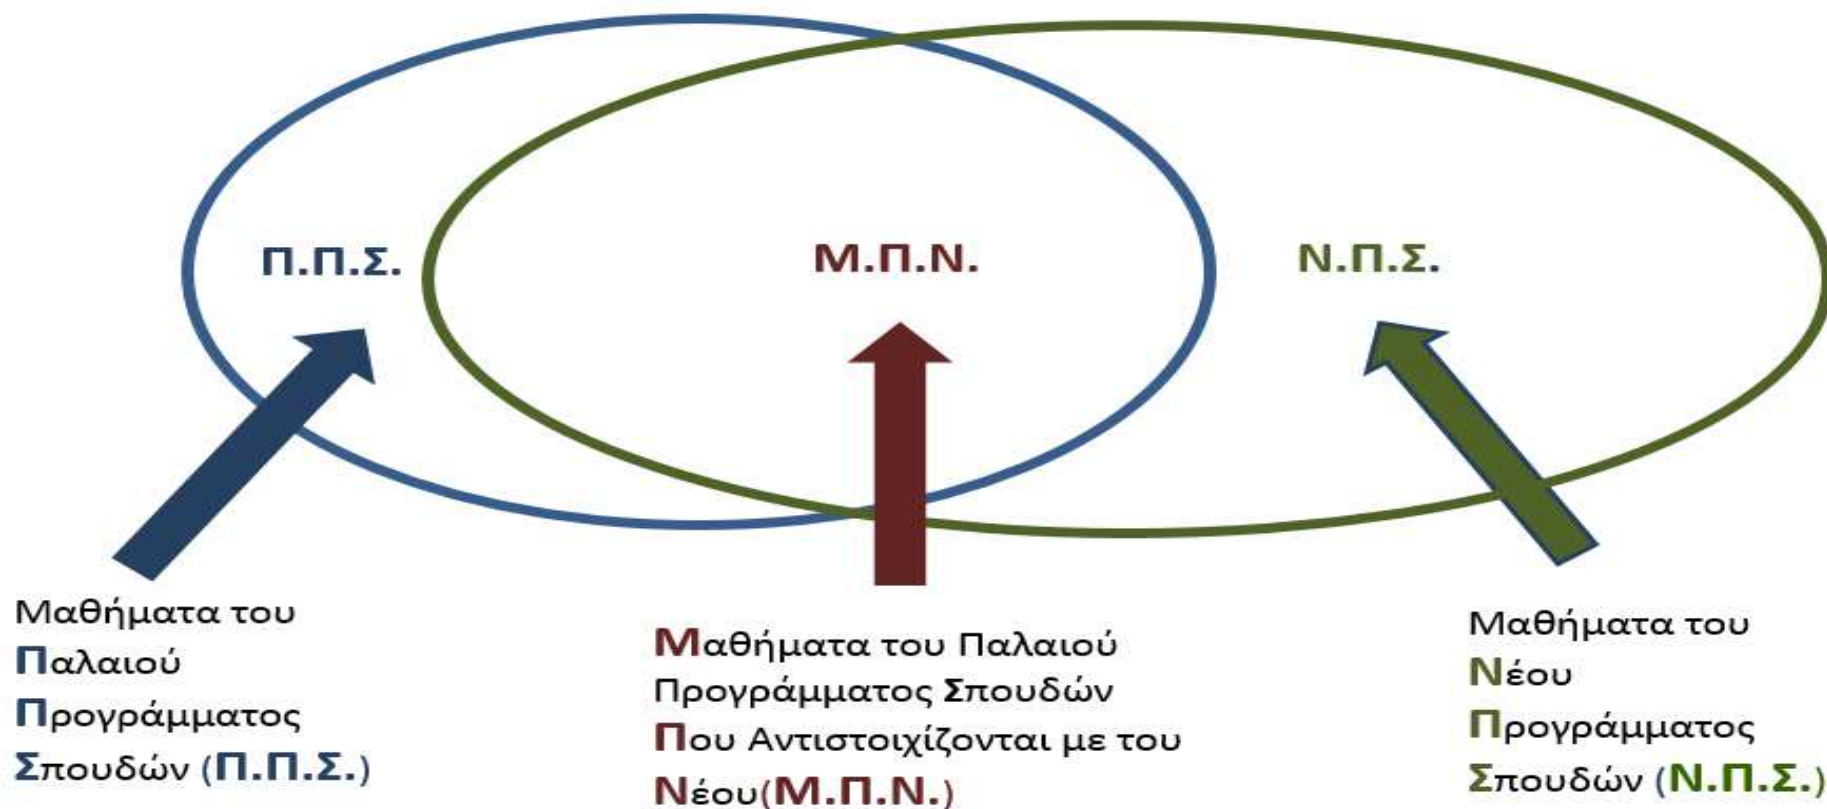 Π.Π.Σ.
Μ.Π.Ν.
Ν.Π.Σ.
Μαθήματα του
Παλαιού
Προγράμματος
Σπουδών (Π.Π.Σ.)
Μαθήματα του Παλαιού
Προγράμματος Σπουδών
Που Αντιστοιχίζονται με του
Νέου(Μ.Π.Ν.)
Μαθήματα του
Νέου
Προγράμματος
Σπουδών (Ν.Π.Σ.)